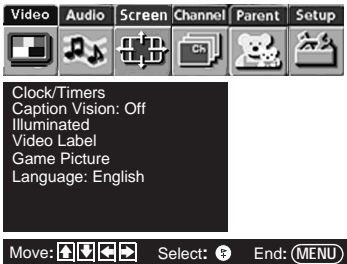 Video Audio Screen Channel Parent Setup
Ch
Clock/Timers
Caption Vision: Off
Illuminated
Video Label
Game Picture
Language: English
Move: Select: End: MENU